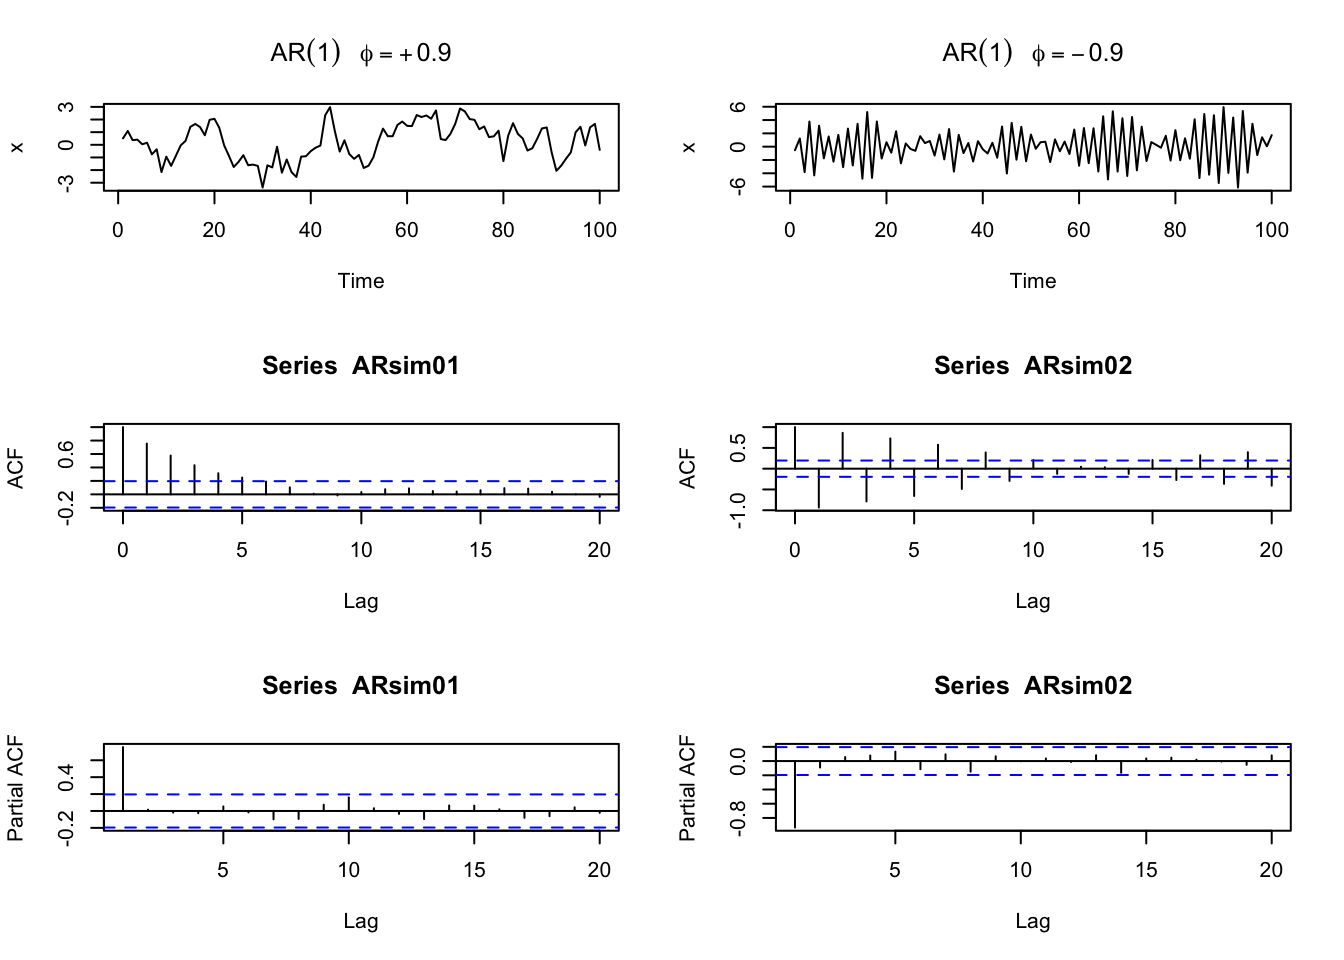 AR(1) ϕ = +0.9
x
3
0
-3
0 20 40 60 80 100
Time
AR(1) ϕ = −0.9
x
6
0
-6
0 20 40 60 80 100
Time
Series ARsim01
ACF
0.6
-0.2
0 5 10 15 20
Lag
Series ARsim02
ACF
0.5
-1.0
0 5 10 15 20
Lag
Series ARsim01
Partial ACF
0.4
-0.2
5 10 15 20
Lag
Series ARsim02
Partial ACF
0.0
-0.8
5 10 15 20
Lag